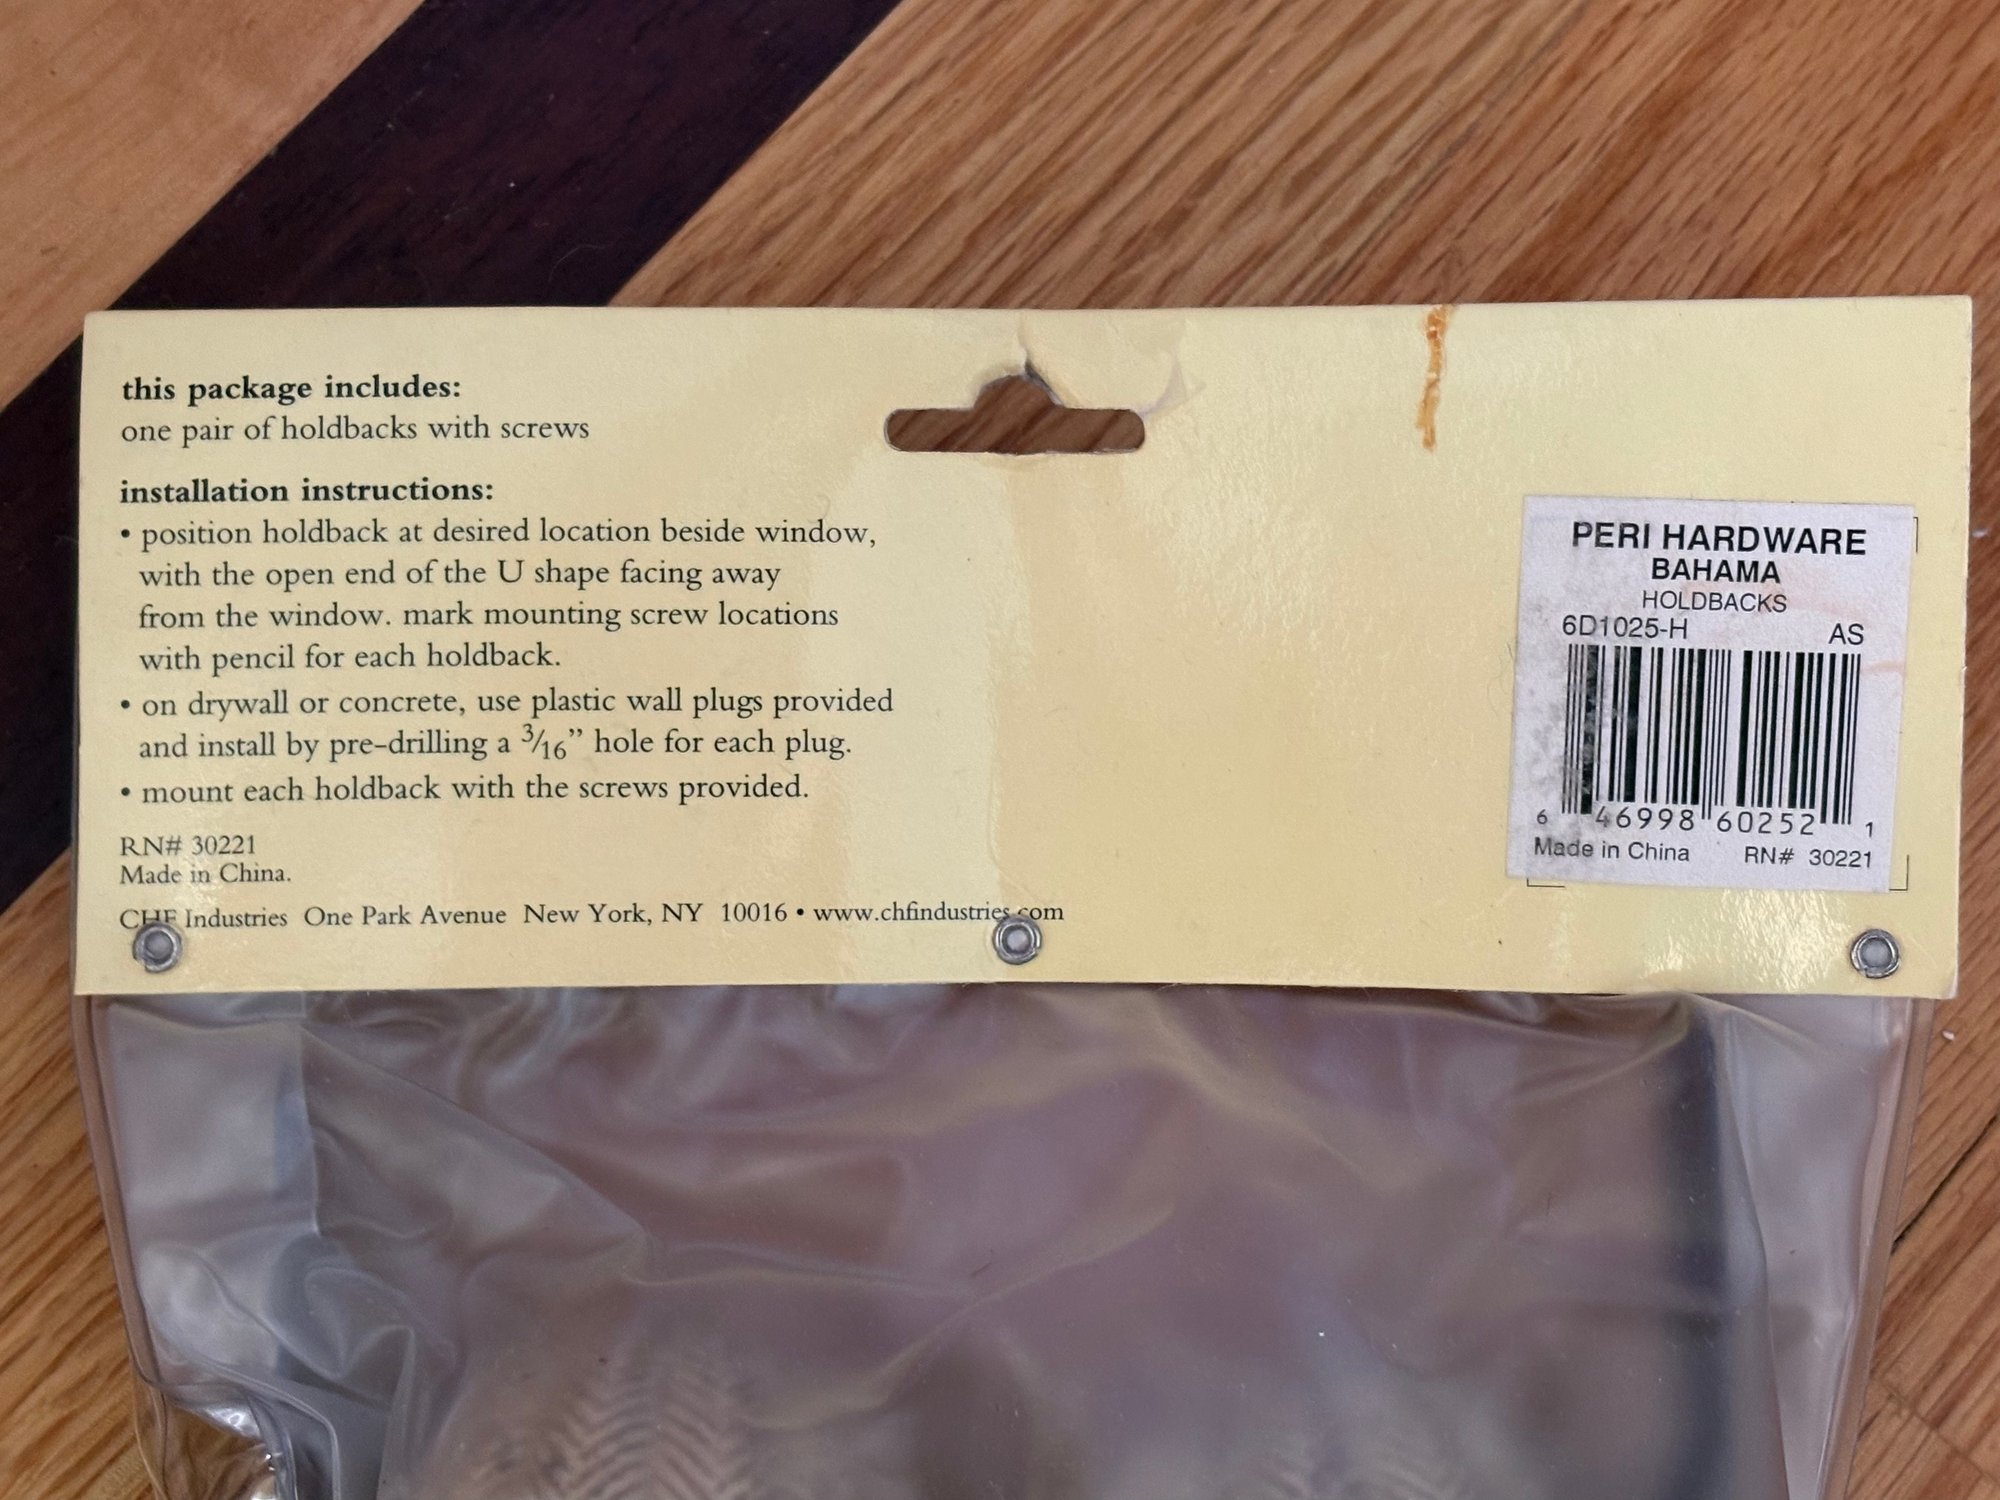 this package includes:
one pair of holdbacks with screws
installation instructions:
• position holdback at desired location beside window,
with the open end of the U shape facing away
from the window. mark mounting screw locations
with pencil for each holdback.
• on drywall or concrete, use plastic wall plugs provided
and install by pre-drilling a 3/16” hole for each plug.
• mount each holdback with the screws provided.
RN# 30221
Made in China.
CHF Industries One Park Avenue New York, NY 10016 • www.chfindustries.com
PERI HARDWARE
BAHAMA
HOLDBACKS
6D1025-H AS
6 46998 60252 1
Made in China RN# 30221